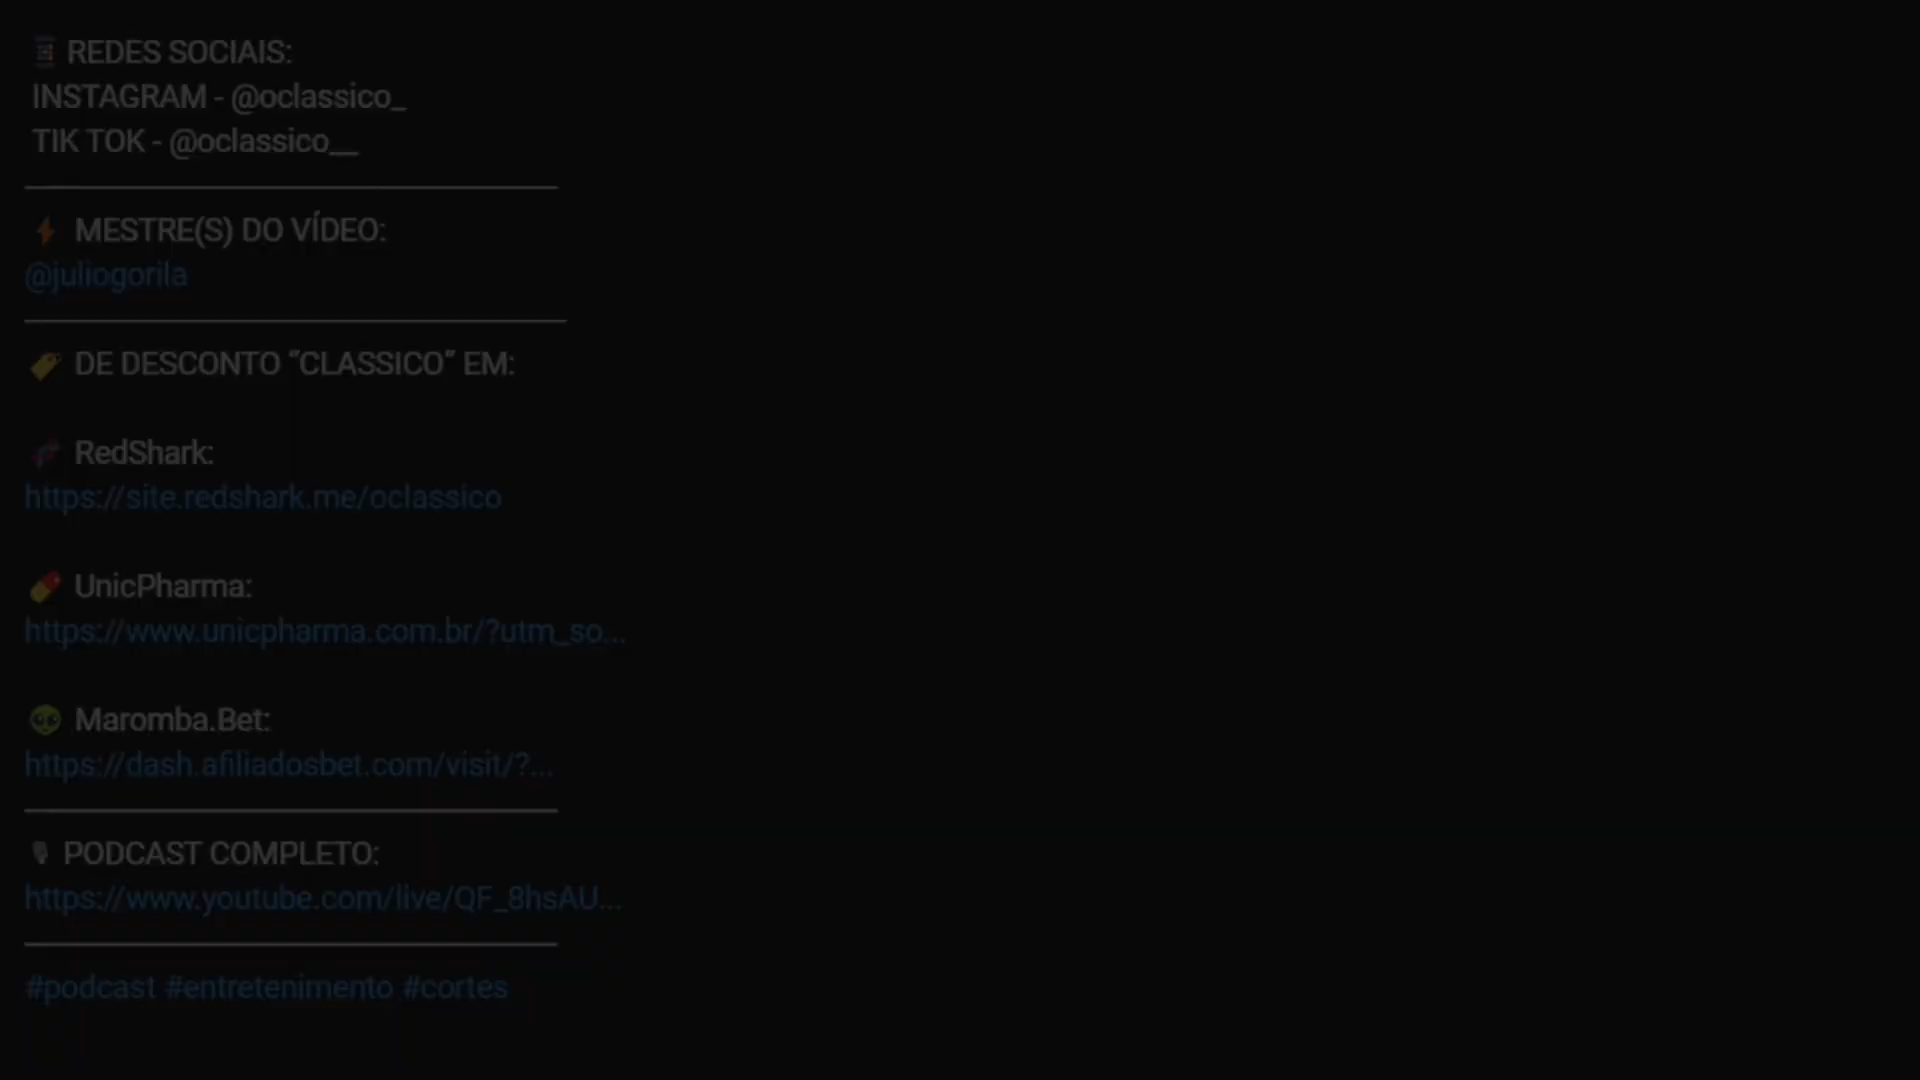 REDES SOCIAIS:
INSTAGRAM - @oclassico_
TIK TOK - @oclassico__
MESTRE(S) DO VÍDEO:
@juliogorila
DE DESCONTO “CLASSICO” EM:
RedShark:
https://site.redshark.me/oclassico
UnicPharma:
https://www.unicpharma.com.br/?utm_so...
Maromba.Bet:
https://dash.afiliadosbet.com/visit/?...
PODCAST COMPLETO:
https://www.youtube.com/live/QF_8hsAU...
#podcast #entretenimento #cortes